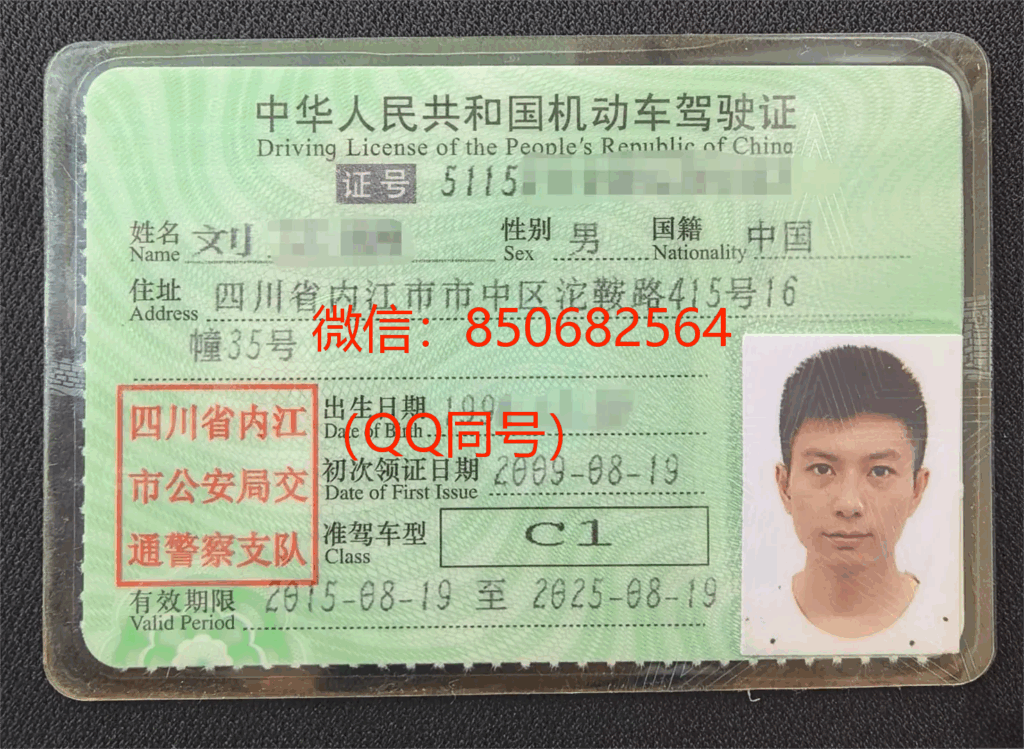 中华人民共和国机动车驾驶证
Driving License of the People's Republic of China
证号 5115
姓名 刘 性别 男 国籍 中国
Name Sex Nationality
住址 四川省内江市市中区沱鞍路415号16
Address
幢35号
微信：850682564
四川省内江
市公安局交
通警察支队
出生日期 199
Date of Birth
（QQ同号）
初次领证日期 2009-08-19
Date of First Issue
准驾车型 C1
Class
有效期限 2015-08-19 至 2025-08-19
Valid Period